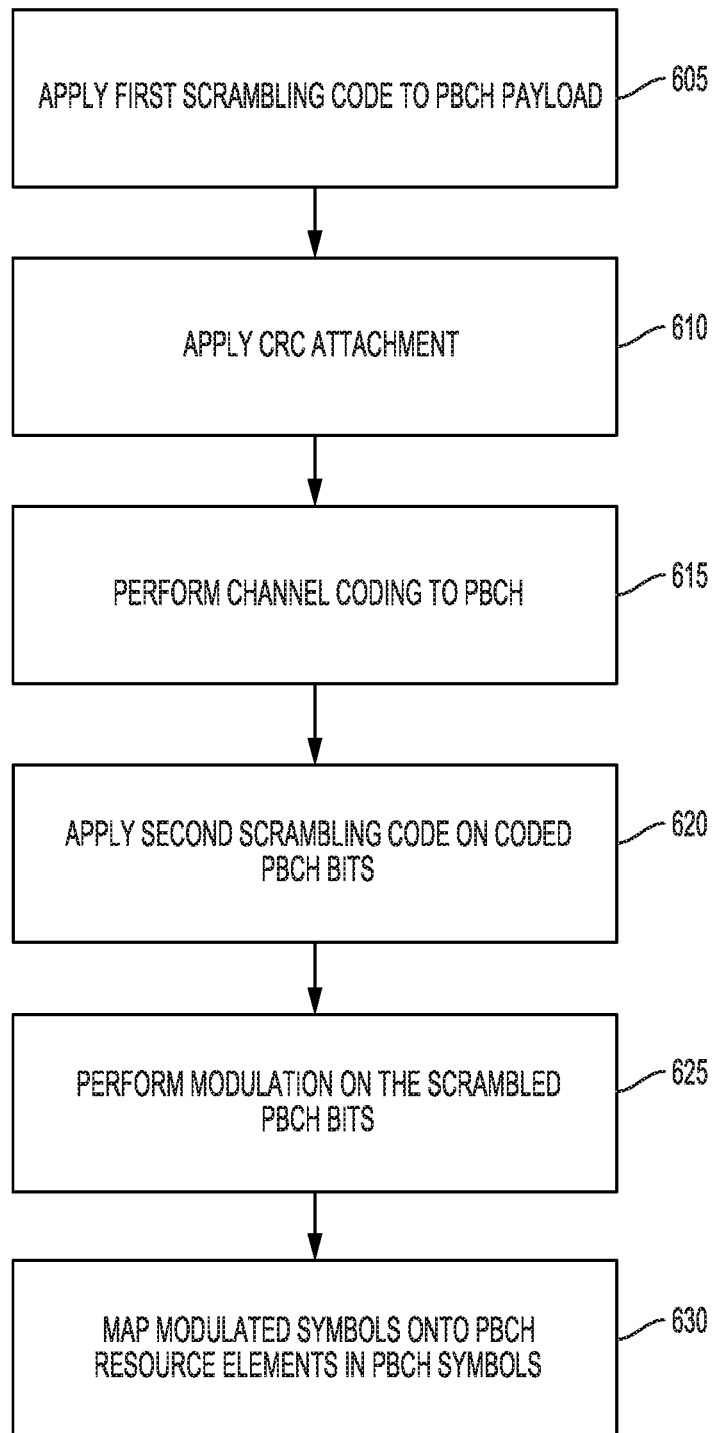 APPLY FIRST SCRAMBLING CODE TO PBCH PAYLOAD
605
APPLY CRC ATTACHMENT
610
PERFORM CHANNEL CODING TO PBCH
615
APPLY SECOND SCRAMBLING CODE ON CODED
PBCH BITS
620
PERFORM MODULATION ON THE SCRAMBLED
PBCH BITS
625
MAP MODULATED SYMBOLS ONTO PBCH
RESOURCE ELEMENTS IN PBCH SYMBOLS
630